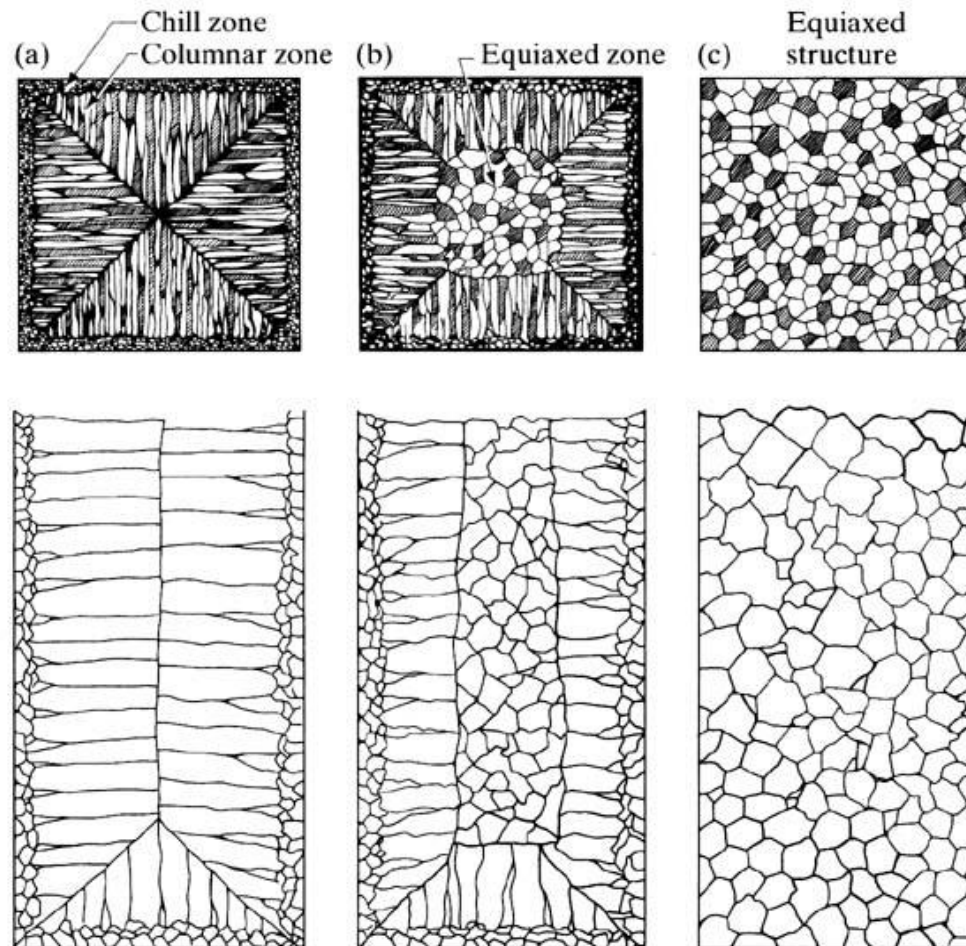 Chill zone
(a) Columnar zone
(b) Equiaxed zone
(c) Equiaxed
structure